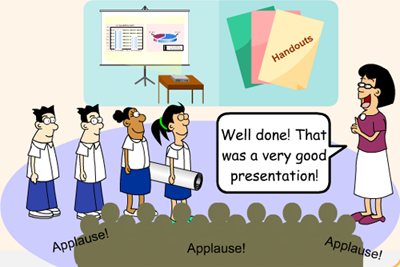 Handouts
Well done! That
was a very good
presentation!
Applause!
Applause!
Applause!